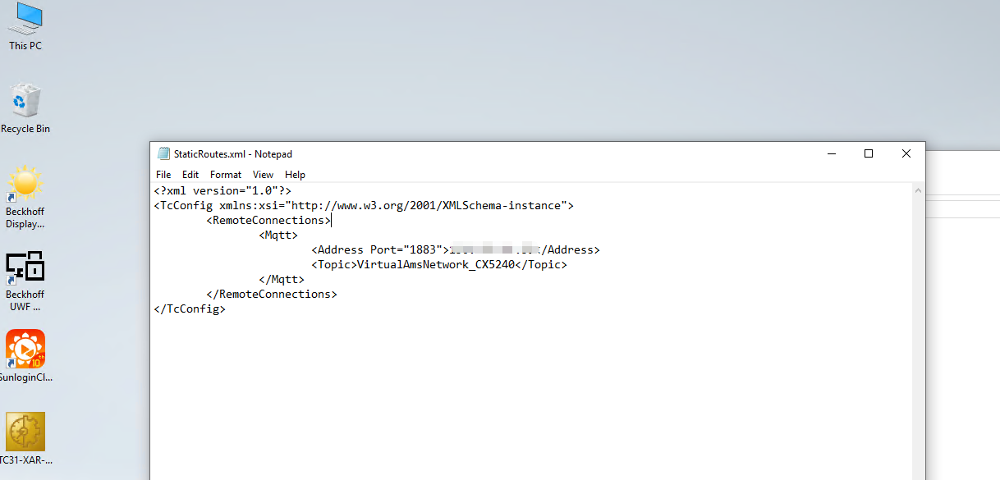 This PC
Recycle Bin
Beckhoff
Display...
Beckhoff
UWF ...
10th
SunloginCl...
TC31-XAR-...
StaticRoutes.xml - Notepad
File Edit Format View Help
<?xml version="1.0"?>
<TcConfig xmlns:xsi="http://www.w3.org/2001/XMLSchema-instance">
<RemoteConnections>
<Mqtt>
<Address Port="1883"></Address>
<Topic>VirtualAmsNetwork_CX5240</Topic>
</Mqtt>
</RemoteConnections>
</TcConfig>